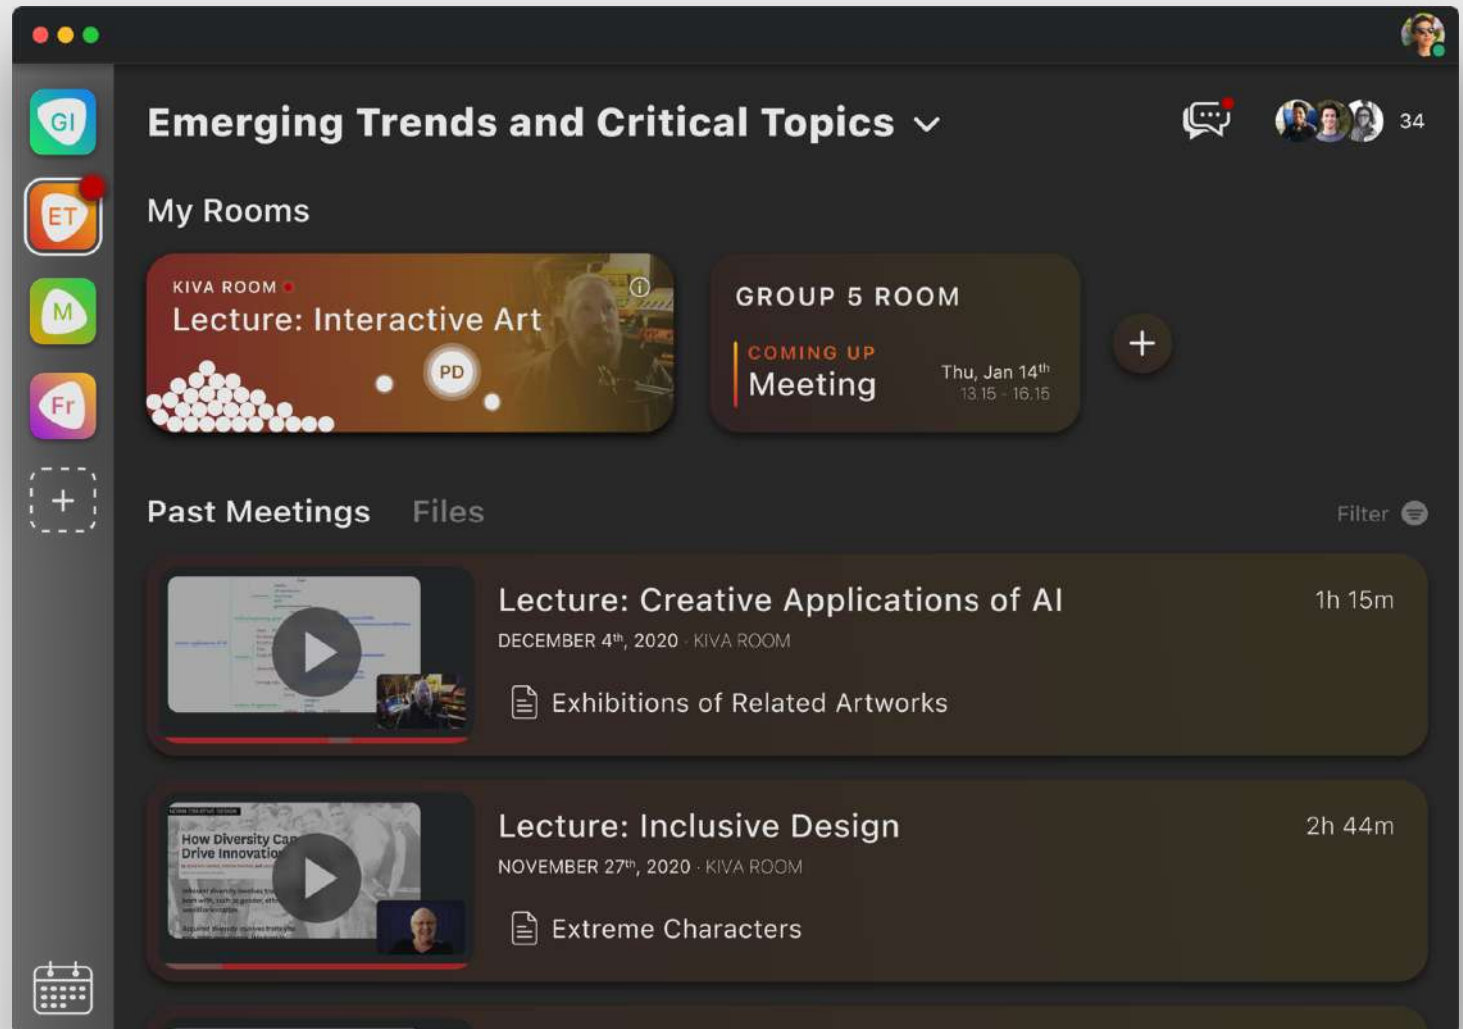 GI
ET
M
Fr
Emerging Trends and Critical Topics
34
My Rooms
KIVA ROOM
Lecture: Interactive Art
PD
GROUP 5 ROOM
COMING UP
Meeting
Thu, Jan 14th
13.15 - 16.15
Past Meetings
Files
Filter
Lecture: Creative Applications of AI
1h 15m
DECEMBER 4th, 2020 · KIVA ROOM
Exhibitions of Related Artworks
How Diversity Can
Drive Innovation
Lecture: Inclusive Design
2h 44m
NOVEMBER 27th, 2020 · KIVA ROOM
Extreme Characters